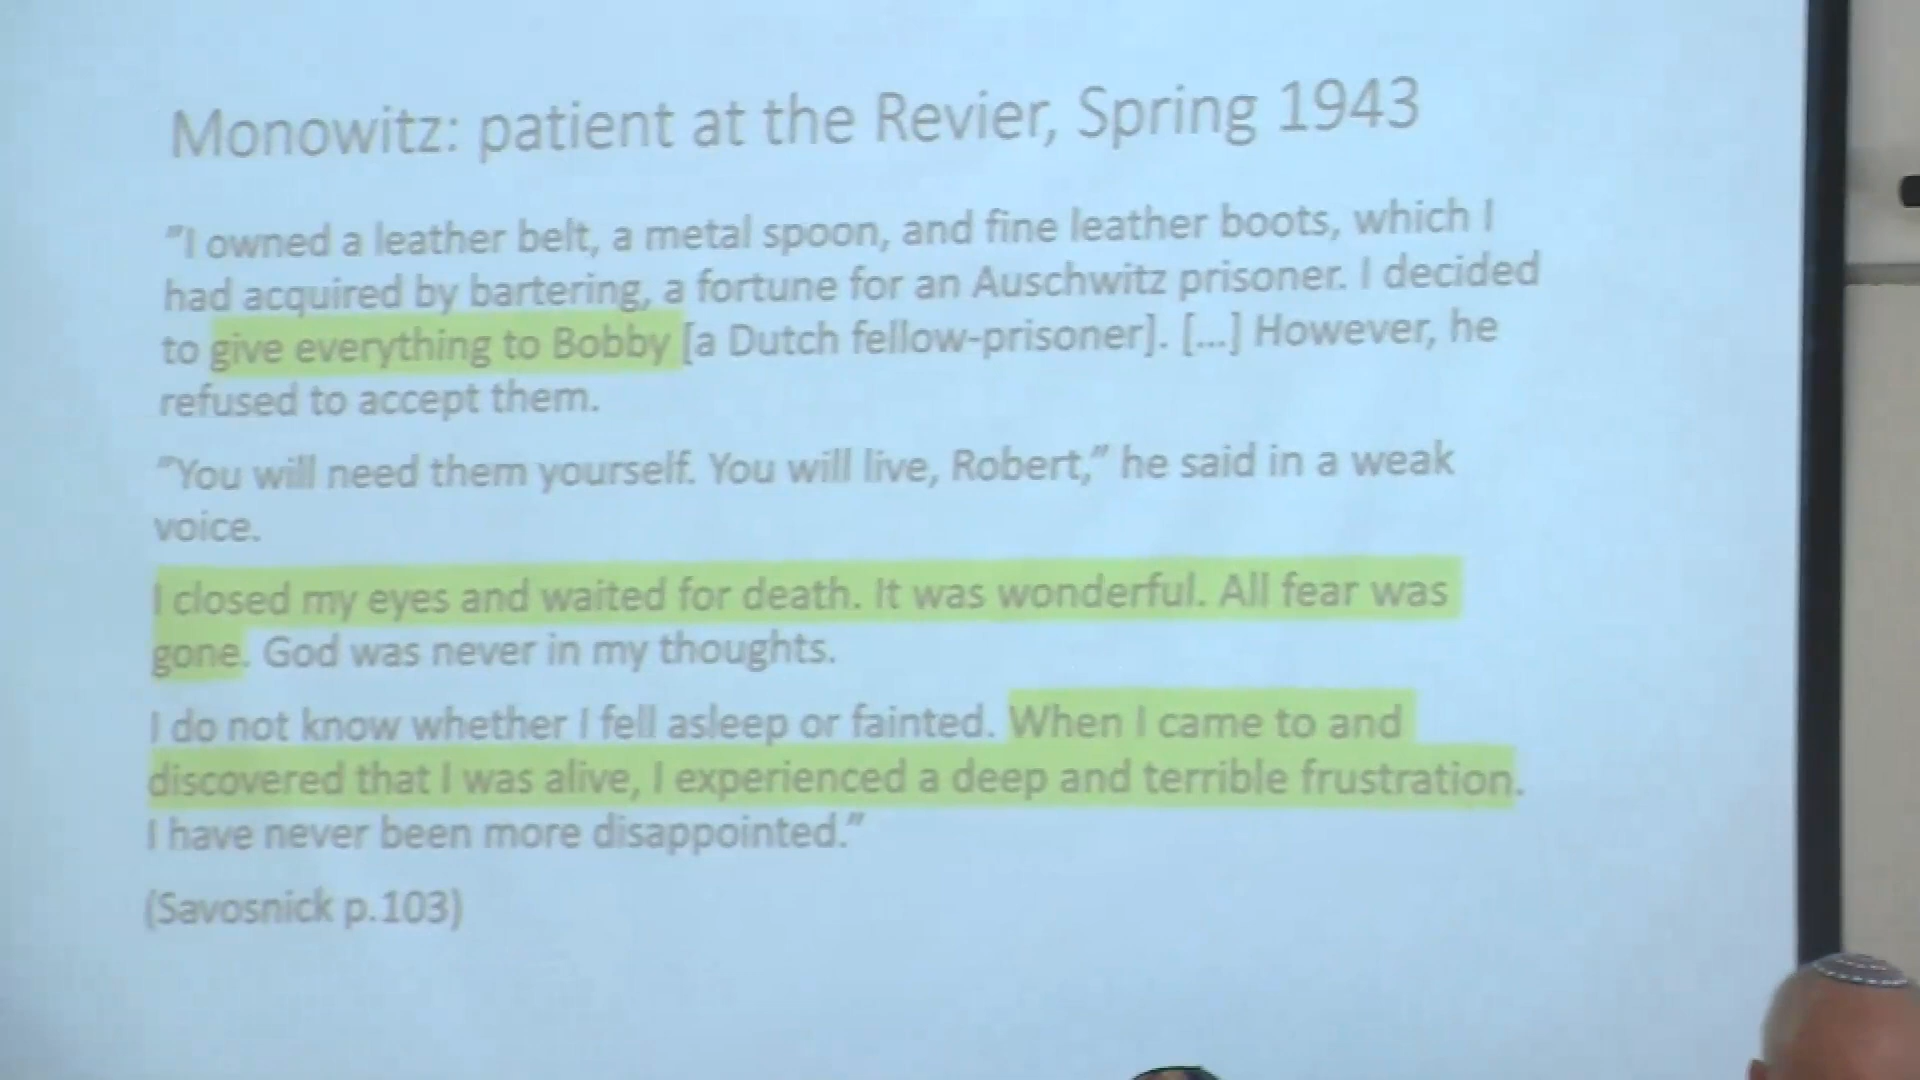 Monowitz: patient at the Revier, Spring 1943
"I owned a leather belt, a metal spoon, and fine leather boots, which I
had acquired by bartering, a fortune for an Auschwitz prisoner. I decided
to give everything to Bobby [a Dutch fellow-prisoner]. [...] However, he
refused to accept them.
"You will need them yourself. You will live, Robert," he said in a weak
voice.
I closed my eyes and waited for death. It was wonderful. All fear was
gone. God was never in my thoughts.
I do not know whether I fell asleep or fainted. When I came to and
discovered that I was alive, I experienced a deep and terrible frustration.
I have never been more disappointed."
(Savosnick p.103)